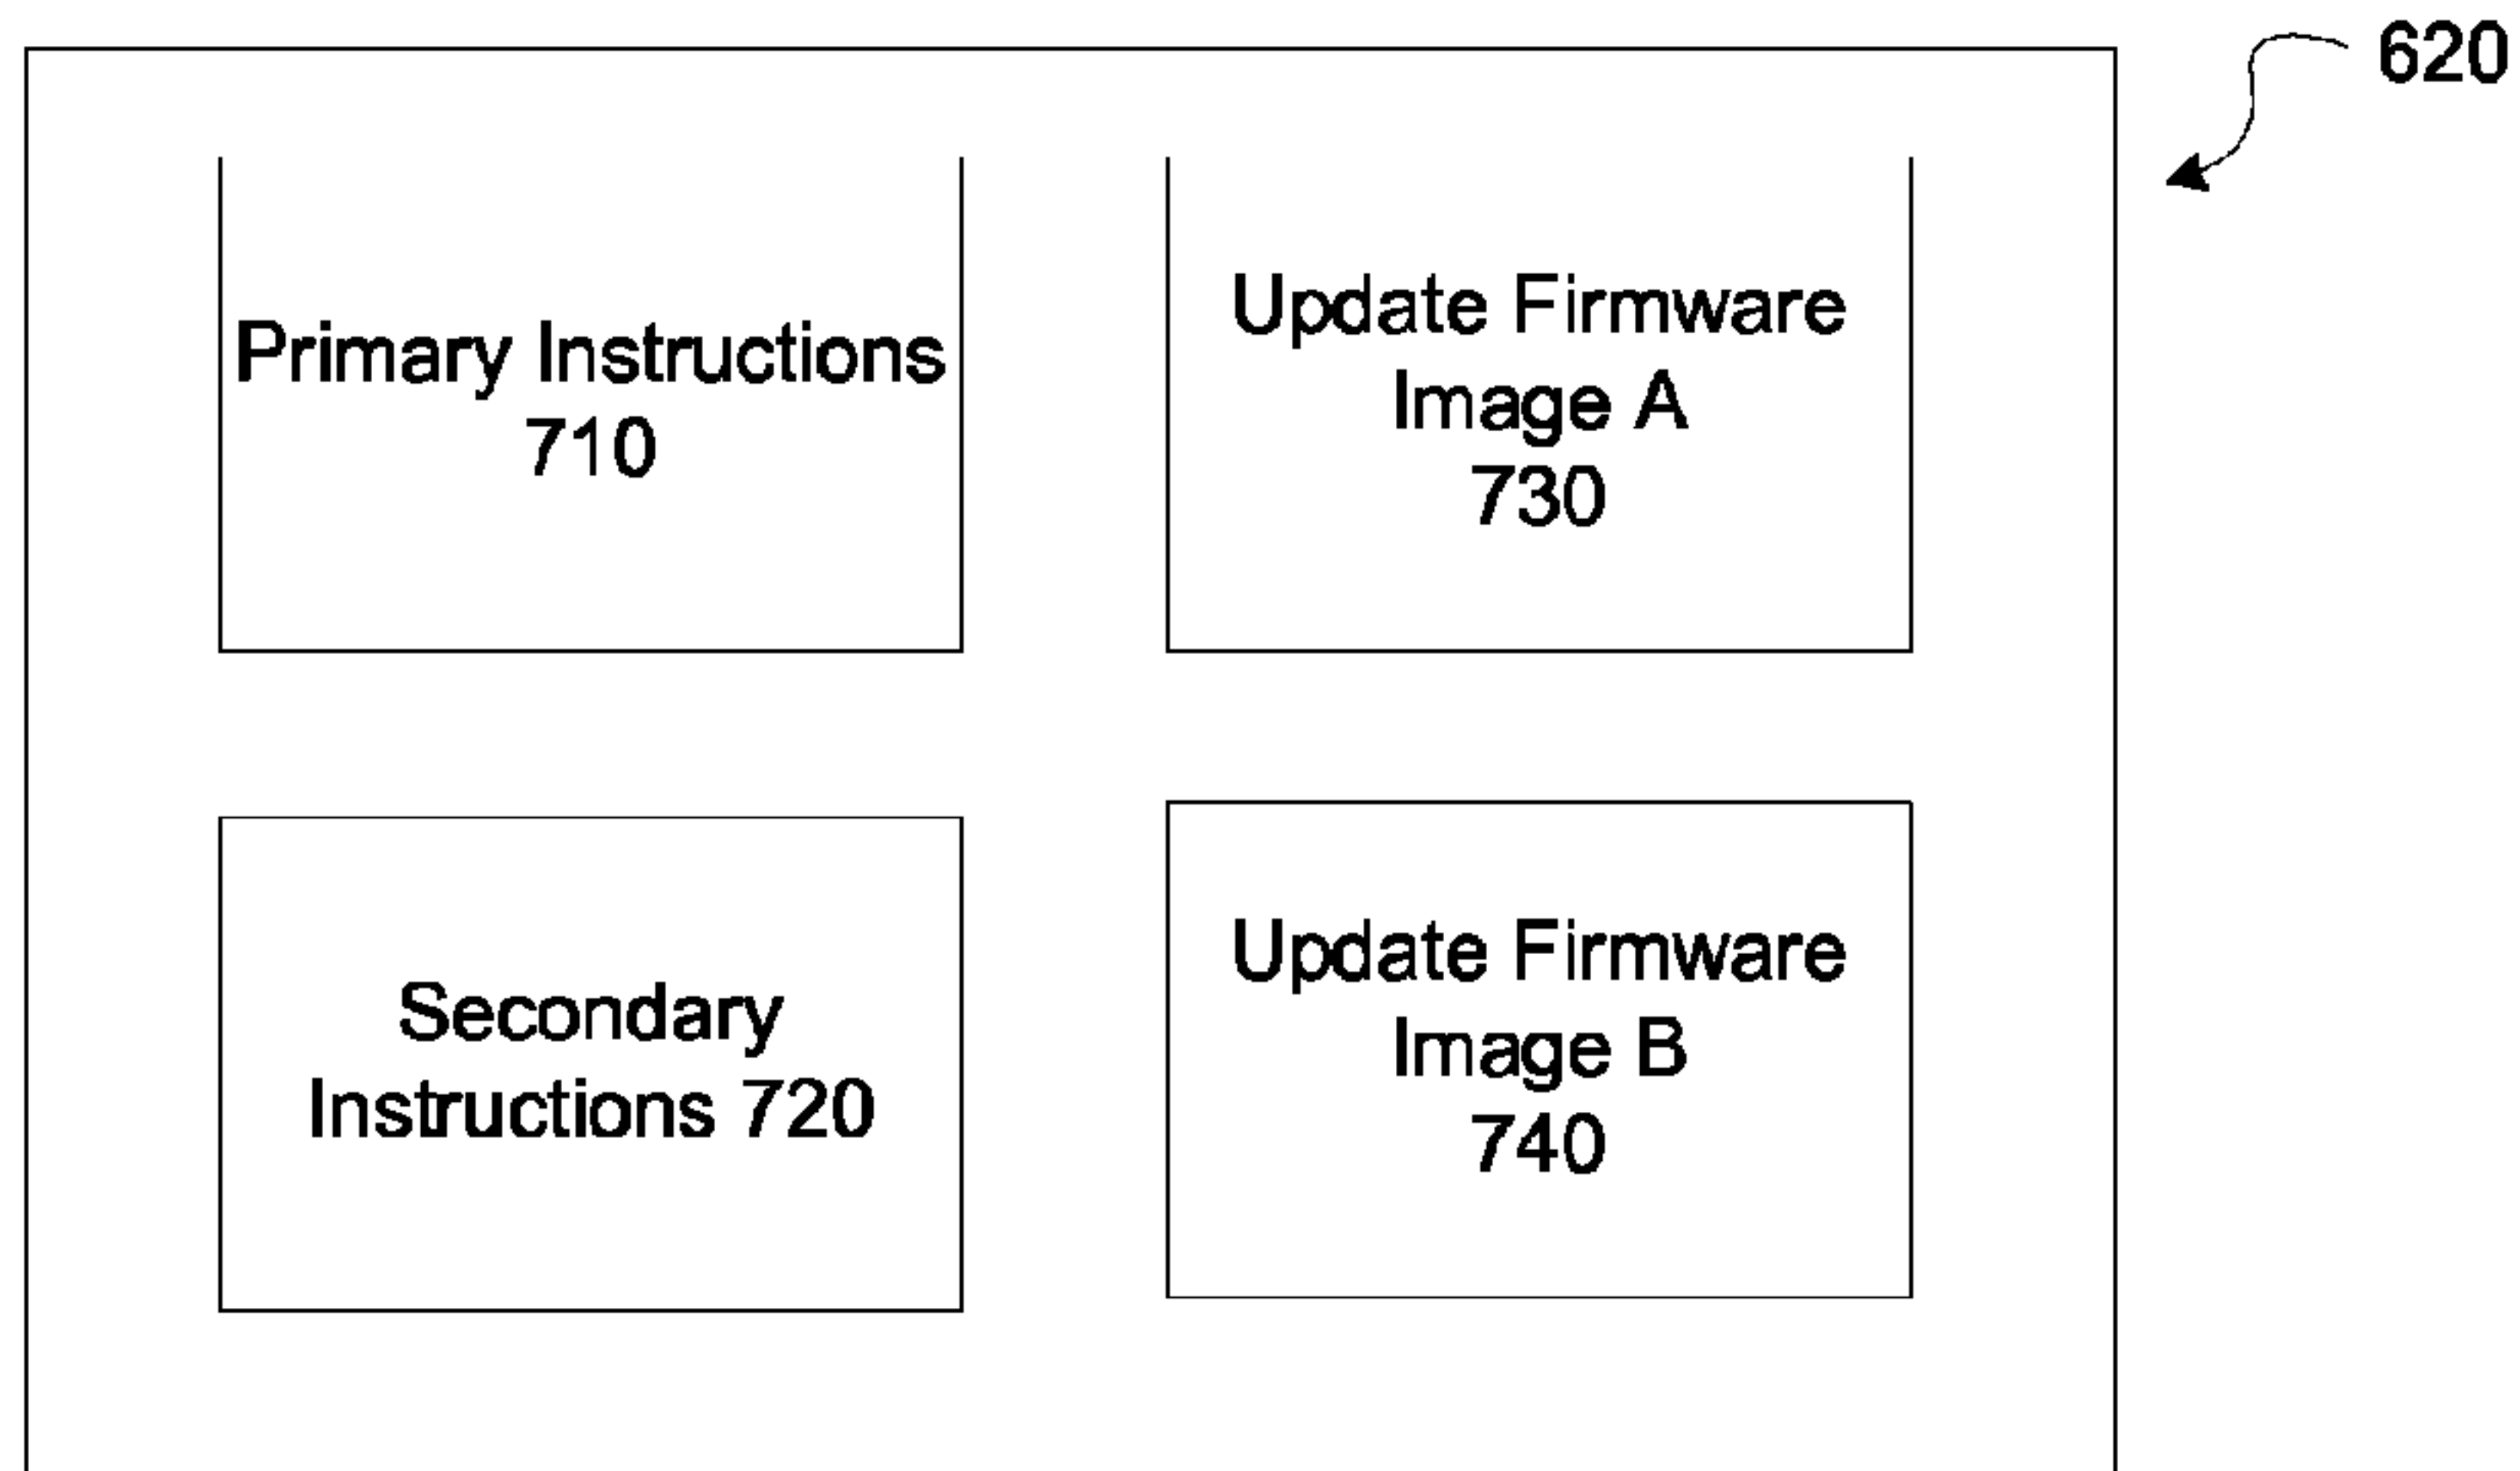 620
Primary Instructions
710
Update Firmware
Image A
730
Secondary
Instructions 720
Update Firmware
Image B
740